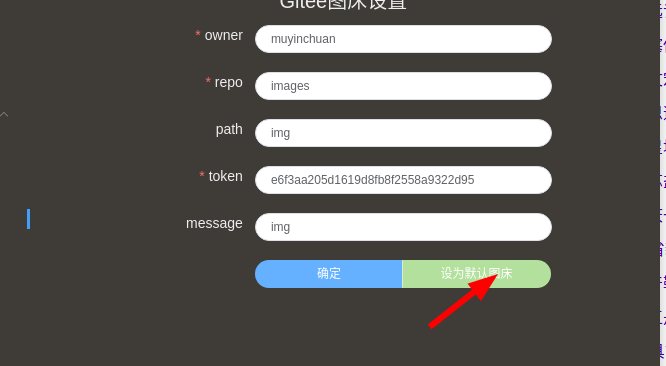 Gitee图床设置
* owner
muyinchuan
* repo
images
path
img
* token
e6f3aa205d1619d8fb8f2558a9322d95
message
img
确定
设为默认图床